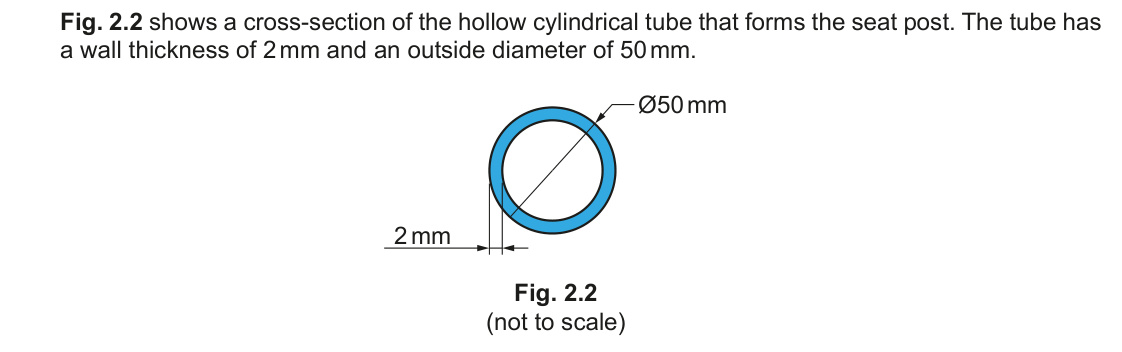 Fig. 2.2 shows a cross-section of the hollow cylindrical tube that forms the seat post. The tube has
a wall thickness of 2 mm and an outside diameter of 50 mm.
Ø50 mm
2 mm
Fig. 2.2
(not to scale)